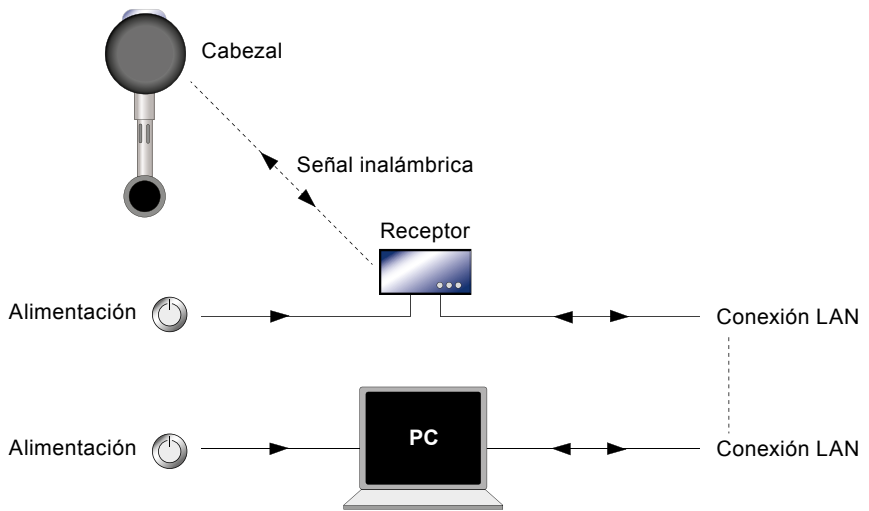 Cabezal
Señal inalámbrica
Receptor
Alimentación
Conexión LAN
Alimentación
PC
Conexión LAN